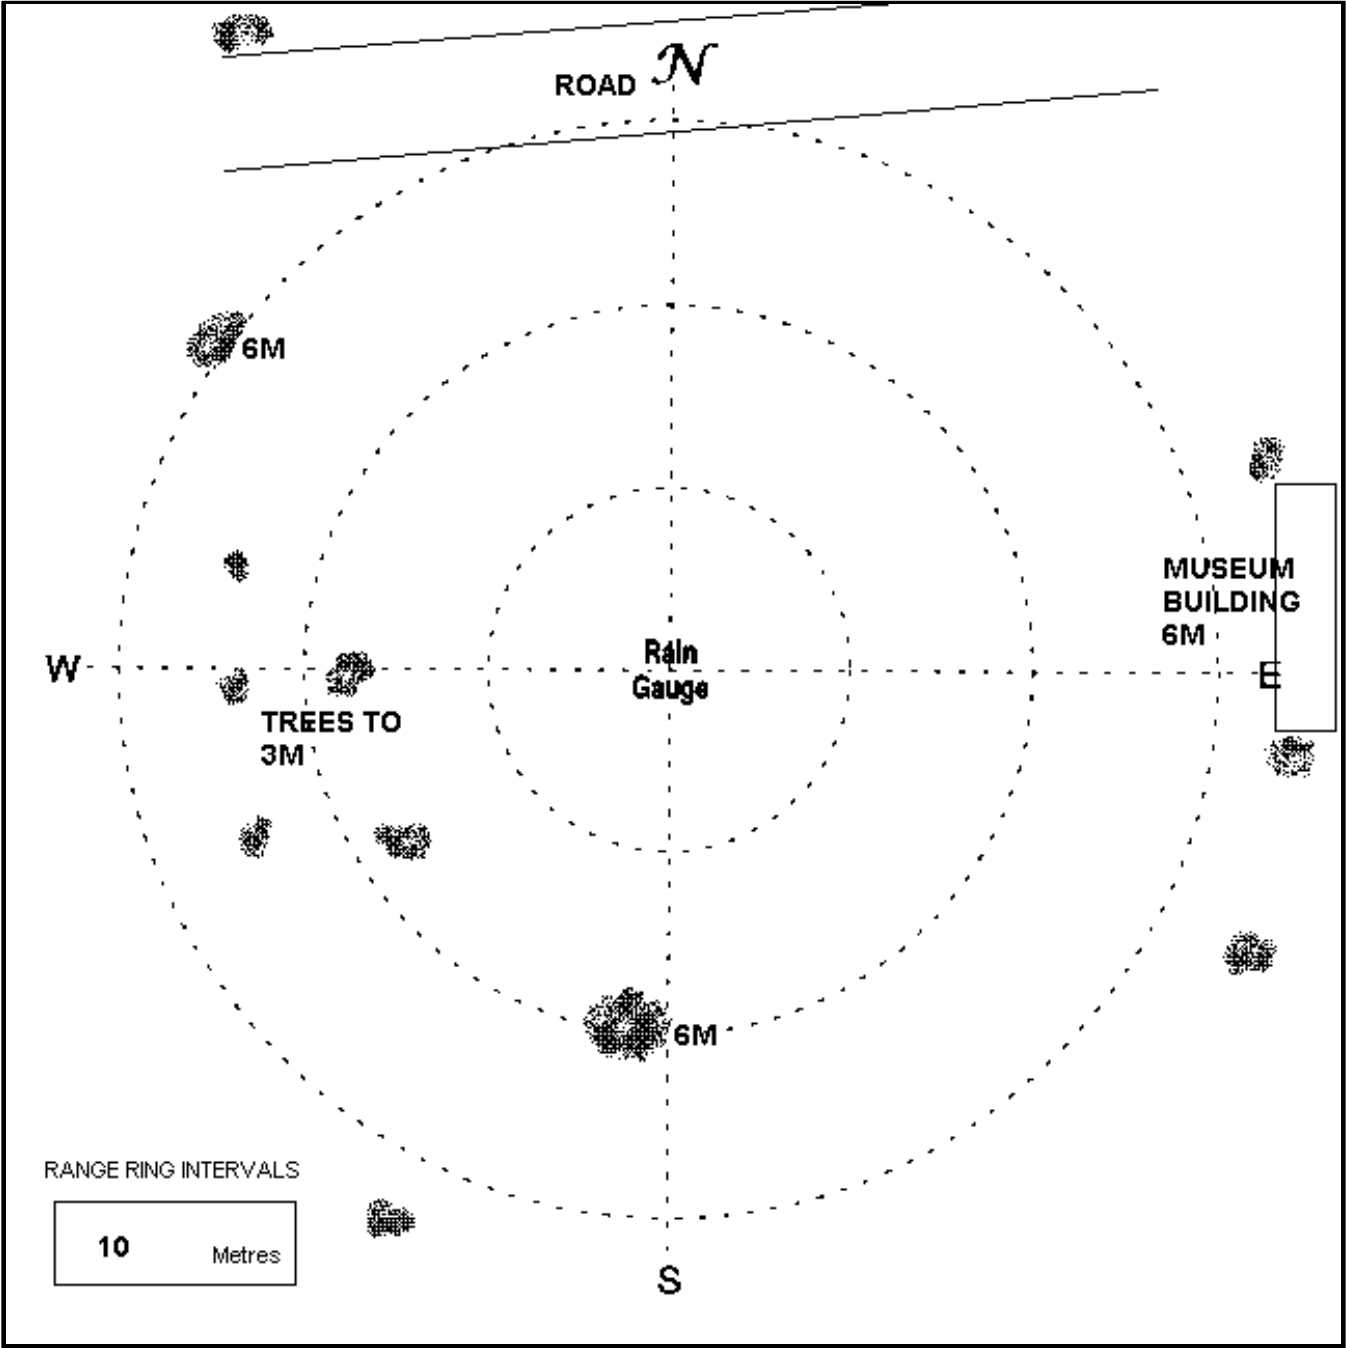 N
ROAD
6M
MUSEUM
BUILDING
6M
Rain
Gauge
W
E
TREES TO
3M
6M
RANGE RING INTERVALS
10 Metres
S